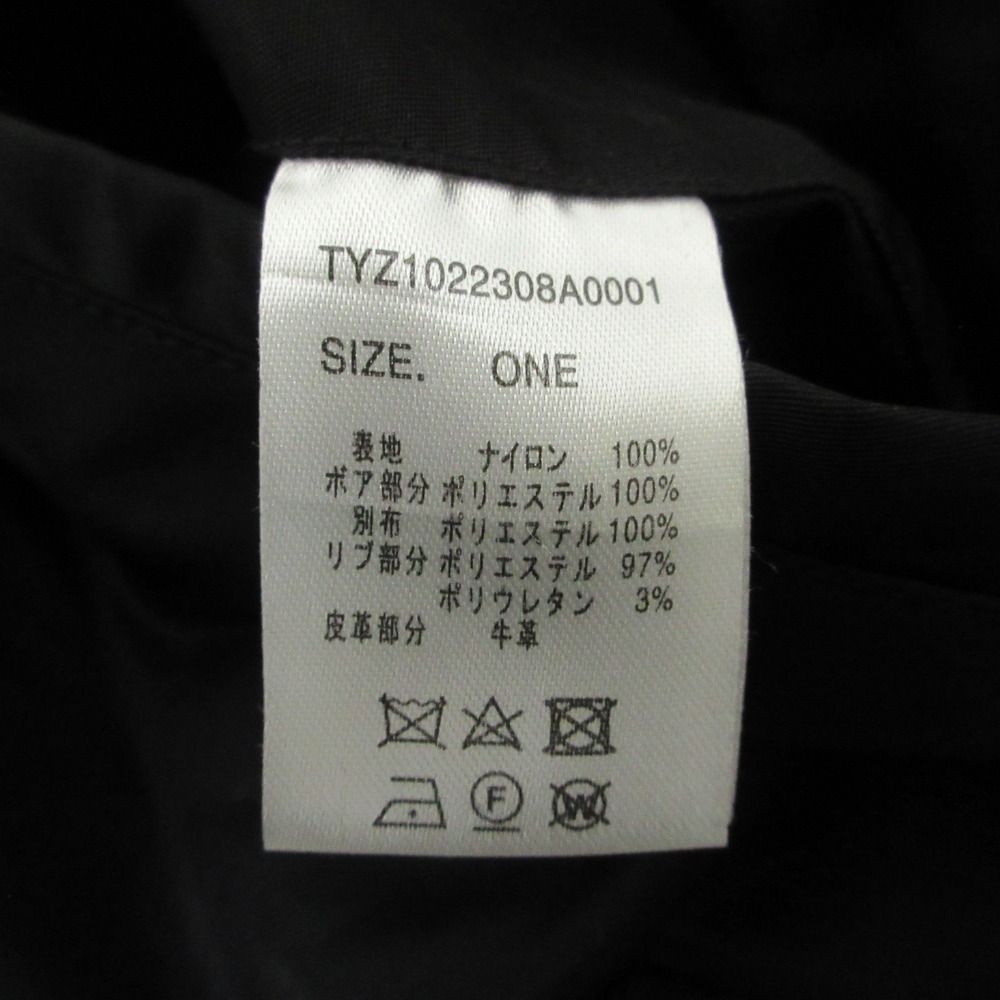 TYZ1022308A0001
SIZE. ONE
表地 ナイロン 100%
ボア部分 ポリエステル 100%
別布 ポリエステル 100%
リブ部分 ポリエステル 97%
ポリウレタン 3%
皮革部分 牛革
F W